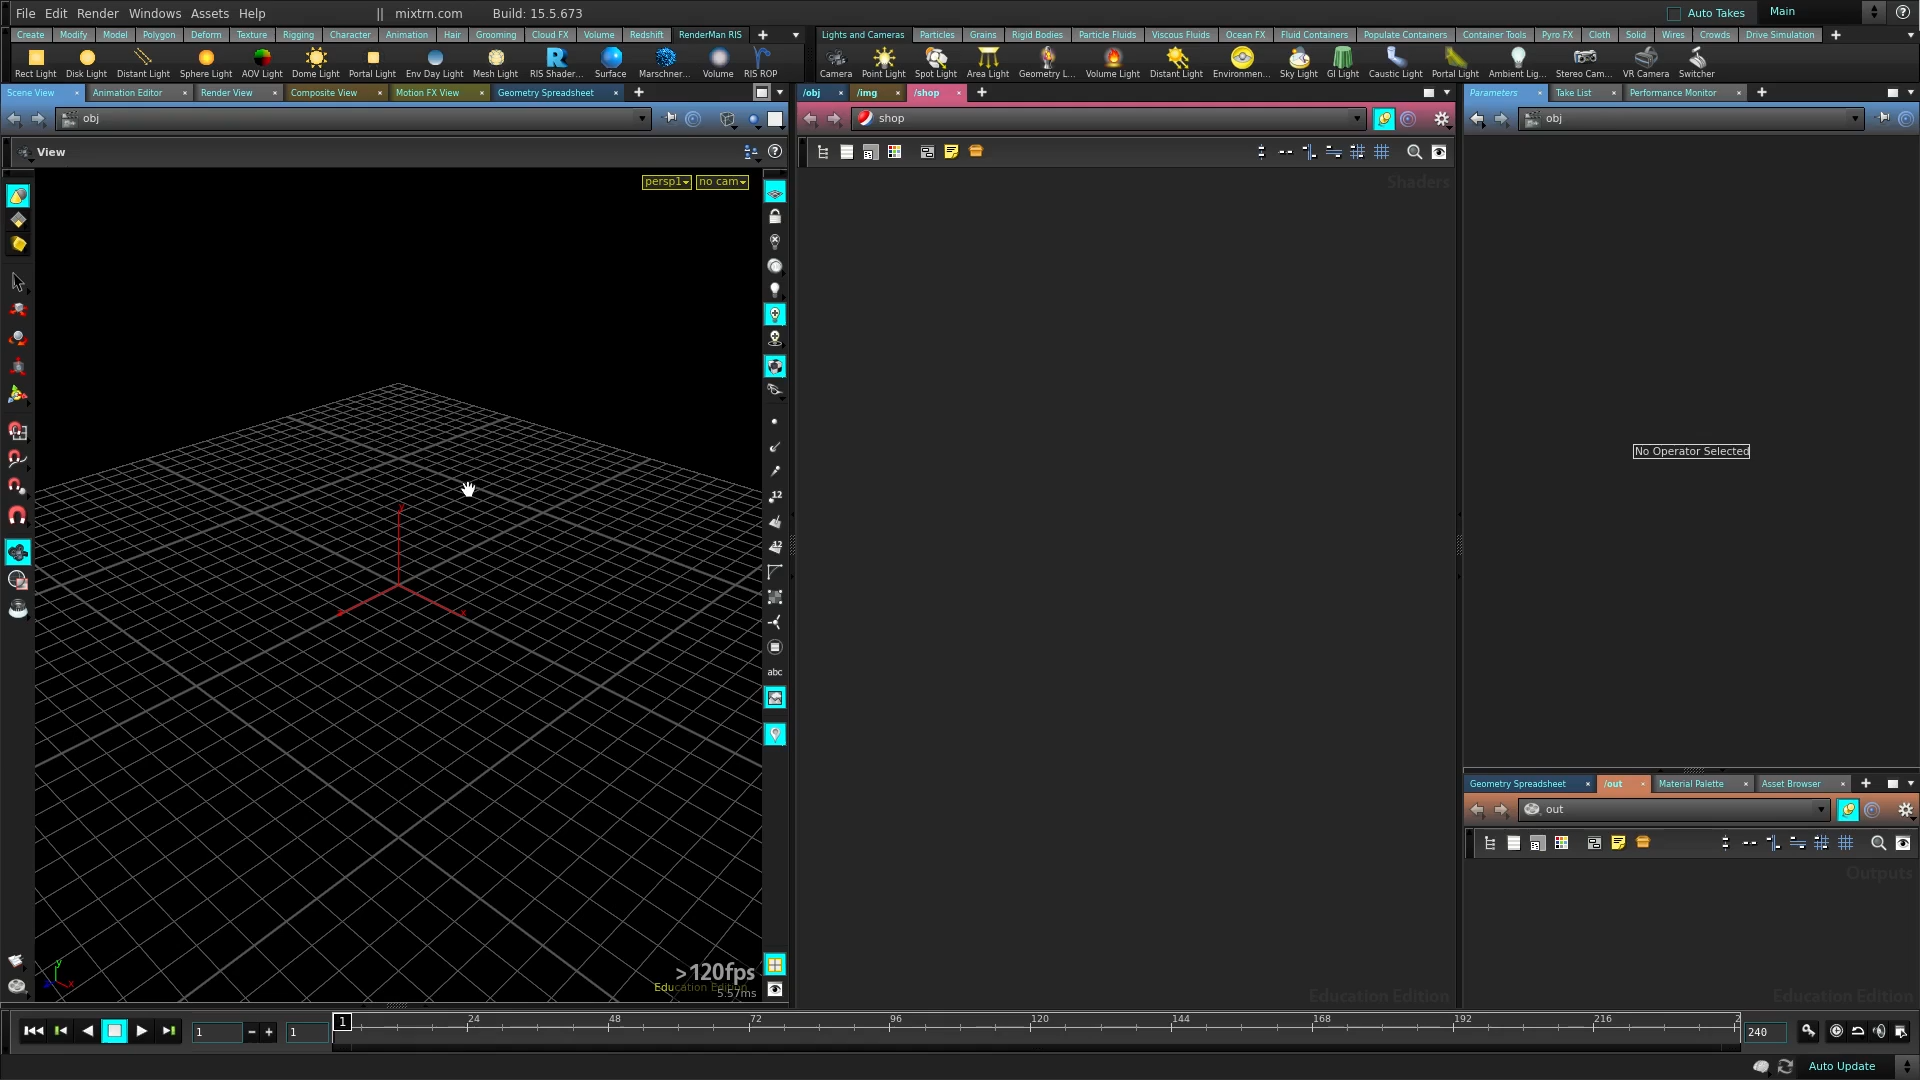 File Edit Render Windows Assets Help || mixtrn.com Build: 15.5.673 Auto Takes Main
Create Modify Model Polygon Deform Texture Rigging Character Animation Hair Grooming Cloud FX Volume Redshift RenderMan RIS
Lights and Cameras Particles Grains Rigid Bodies Particle Fluids Viscous Fluids Ocean FX Fluid Containers Populate Containers Container Tools Pyro FX Cloth Solid Wires Crowds Drive Simulation
Rect Light Disk Light Distant Light Sphere Light AOV Light Dome Light Portal Light Env Day Light Mesh Light RIS Shader... Surface Marschner... Volume RIS ROP
Camera Point Light Spot Light Area Light Geometry L... Volume Light Distant Light Environmen... Sky Light GI Light Caustic Light Portal Light Ambient Lig... Stereo Cam... VR Camera Switcher
Scene View Animation Editor Render View Composite View Motion FX View Geometry Spreadsheet
/obj /img /shop
Parameters Take List Performance Monitor
obj
shop
obj
View
persp1 no cam
Shaders
No Operator Selected
y
x
z
12
12
abc
Geometry Spreadsheet /out Material Palette Asset Browser
out
Outputs
>120fps
Education Edition
5.57ms
y
x
Education Edition
Education Edition
1 1 1 24 48 72 96 120 144 168 192 216 2 240
Auto Update